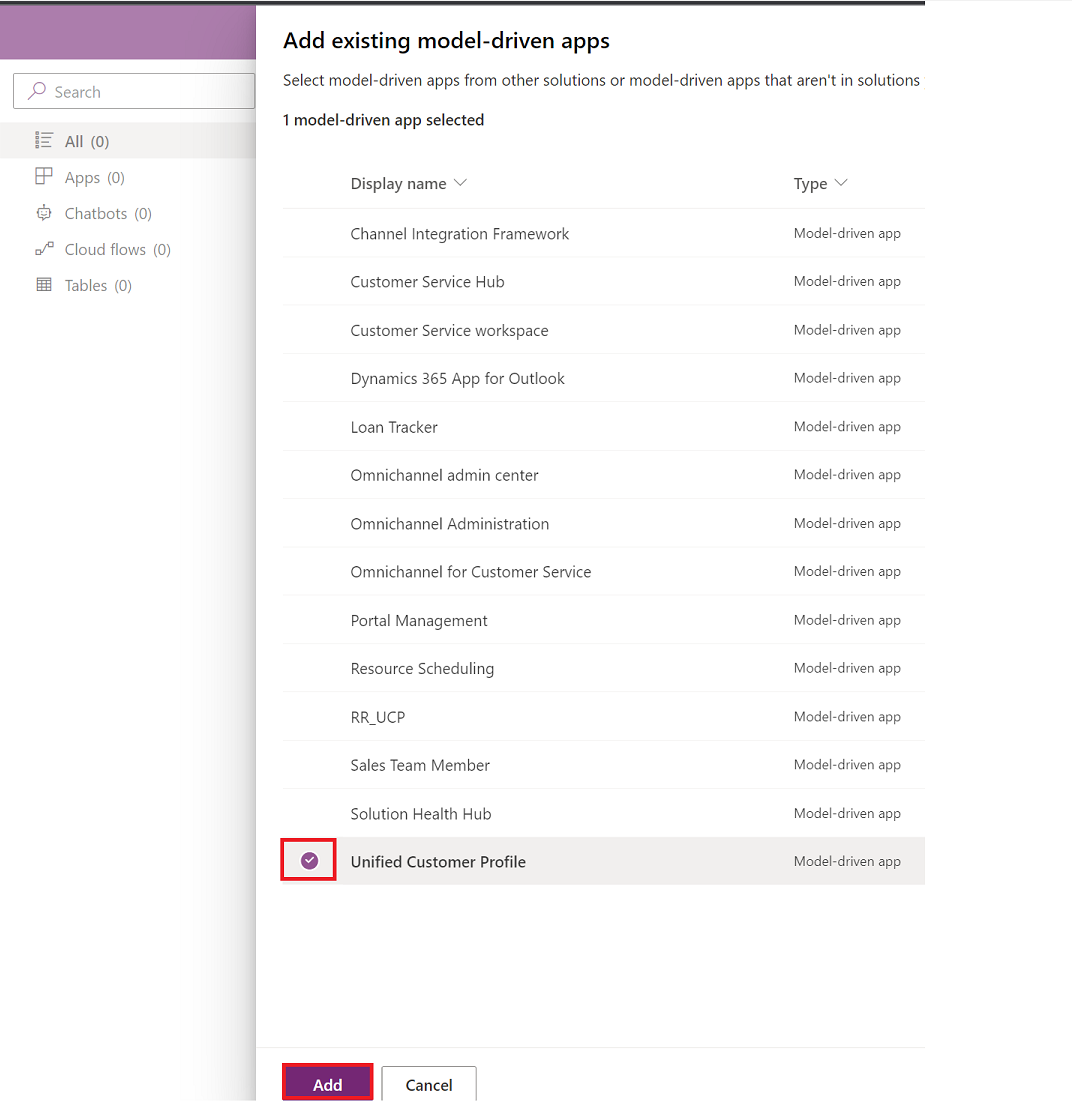 Search
All (0)
Apps (0)
Chatbots (0)
Cloud flows (0)
Tables (0)
Add existing model-driven apps
Select model-driven apps from other solutions or model-driven apps that aren't in solutions
1 model-driven app selected
Display name Type
Channel Integration Framework Model-driven app
Customer Service Hub Model-driven app
Customer Service workspace Model-driven app
Dynamics 365 App for Outlook Model-driven app
Loan Tracker Model-driven app
Omnichannel admin center Model-driven app
Omnichannel Administration Model-driven app
Omnichannel for Customer Service Model-driven app
Portal Management Model-driven app
Resource Scheduling Model-driven app
RR_UCP Model-driven app
Sales Team Member Model-driven app
Solution Health Hub Model-driven app
Unified Customer Profile Model-driven app
Add Cancel